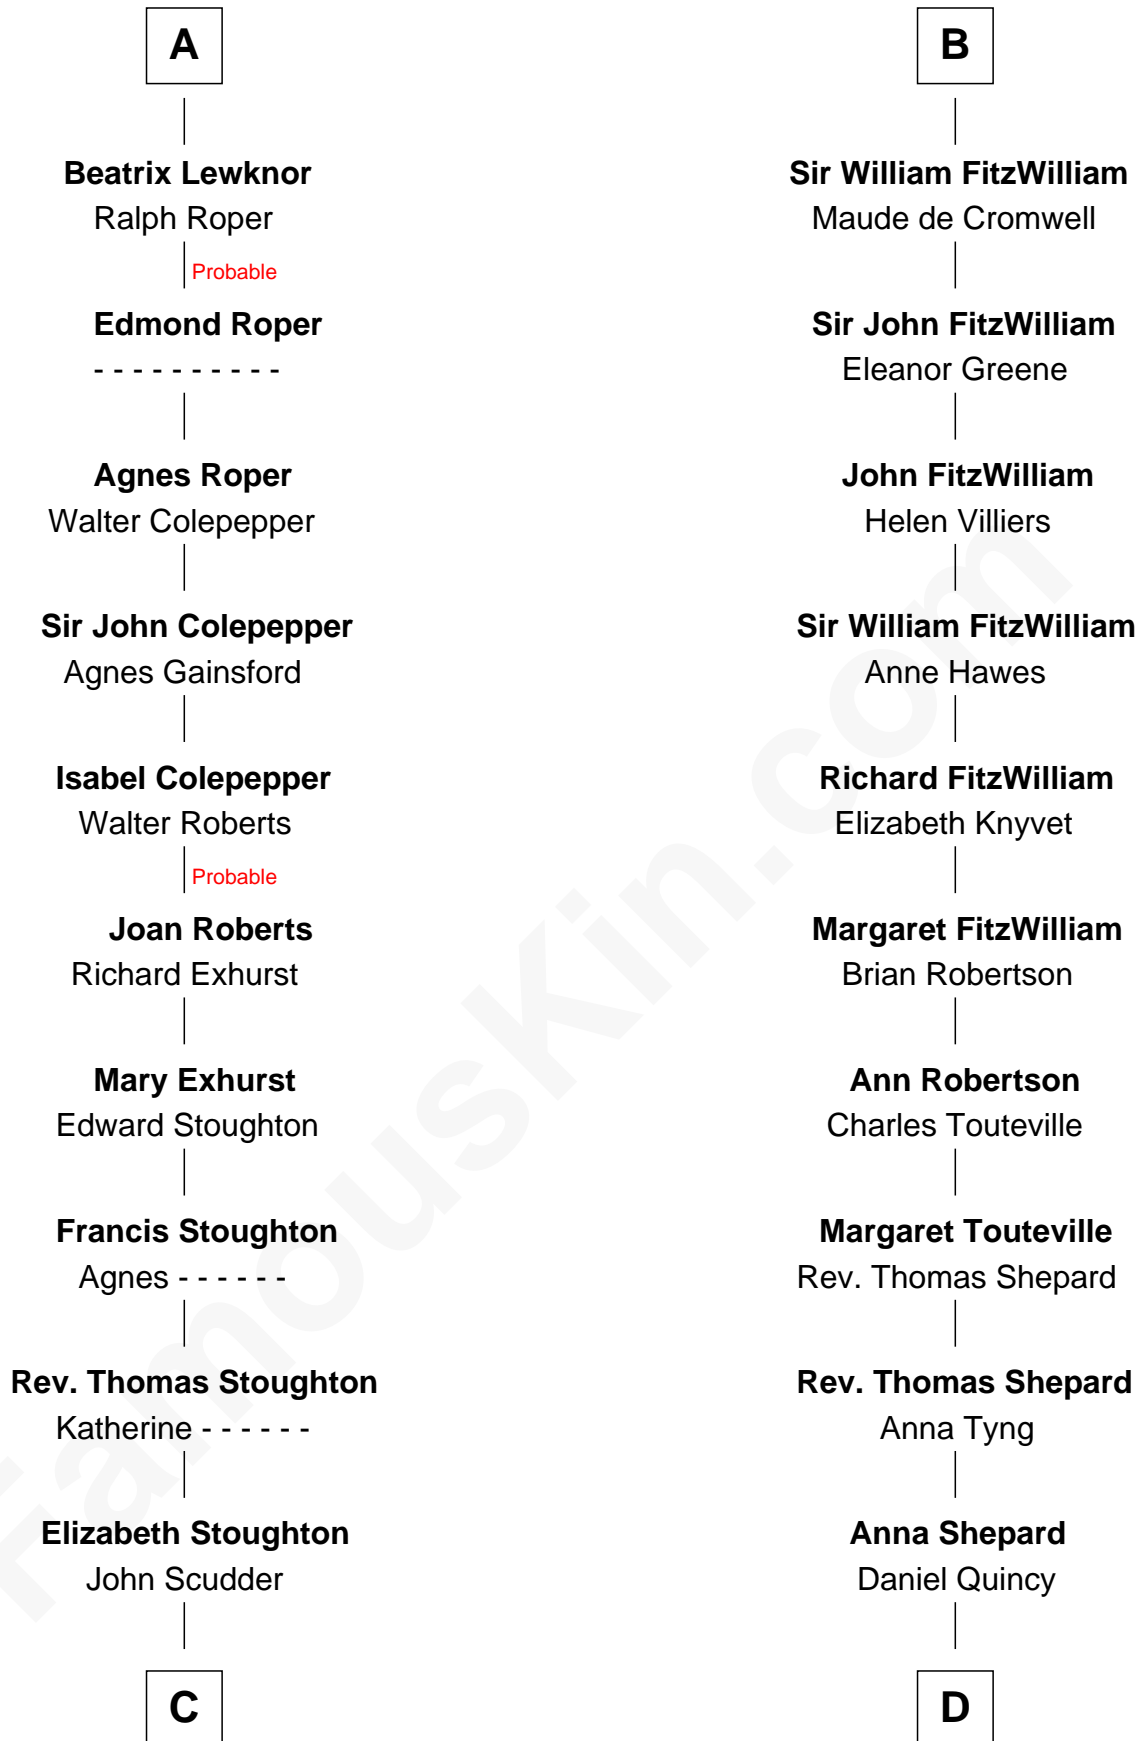 A
Beatrix Lewknor
Ralph Roper
Probable
Edmond Roper
- - - - - - - - - -
Agnes Roper
Walter Colepepper
Sir John Colepepper
Agnes Gainsford
Isabel Colepepper
Walter Roberts
Probable
Joan Roberts
Richard Exhurst
Mary Exhurst
Edward Stoughton
Francis Stoughton
Agnes - - - - - -
Rev. Thomas Stoughton
Katherine - - - - - -
Elizabeth Stoughton
John Scudder
C
B
Sir William FitzWilliam
Maude de Cromwell
Sir John FitzWilliam
Eleanor Greene
John FitzWilliam
Helen Villiers
Sir William FitzWilliam
Anne Hawes
Richard FitzWilliam
Elizabeth Knyvet
Margaret FitzWilliam
Brian Robertson
Ann Robertson
Charles Touteville
Margaret Touteville
Rev. Thomas Shepard
Rev. Thomas Shepard
Anna Tyng
Anna Shepard
Daniel Quincy
D
FamousKin.com